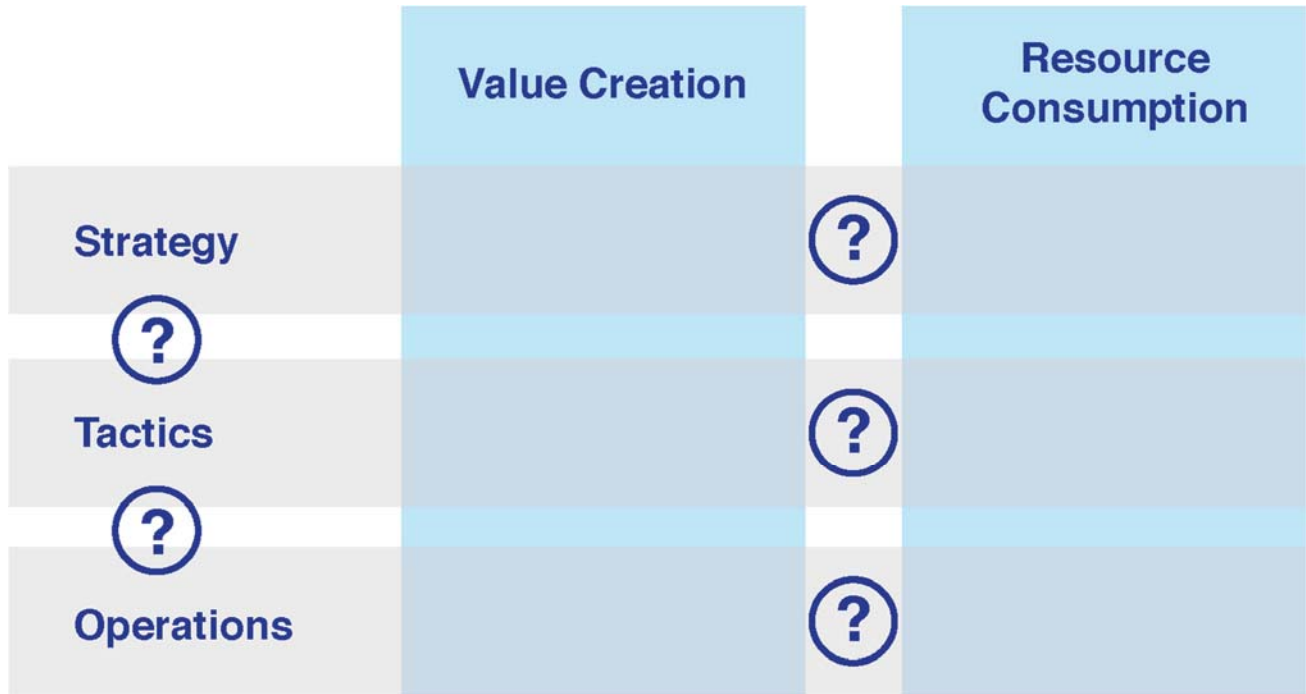 Value Creation
Resource
Consumption
Strategy
?
?
Tactics
?
?
Operations
?